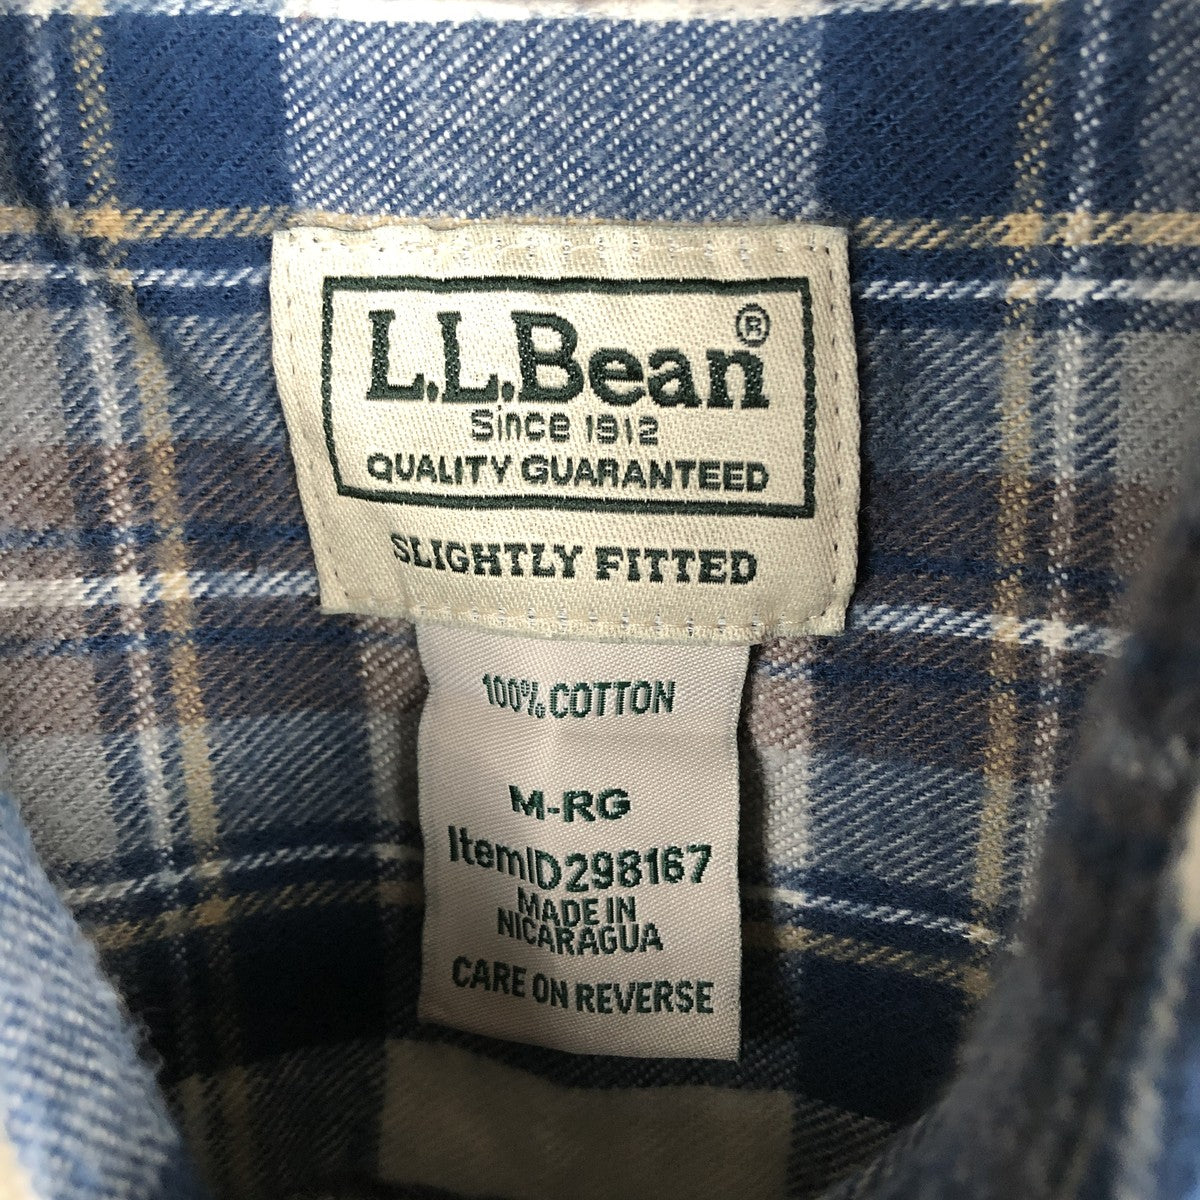 L.L.Bean®
Since 1912
QUALITY GUARANTEED
SLIGHTLY FITTED
100% COTTON
M-RG
ItemID298167
MADE IN
NICARAGUA
CARE ON REVERSE